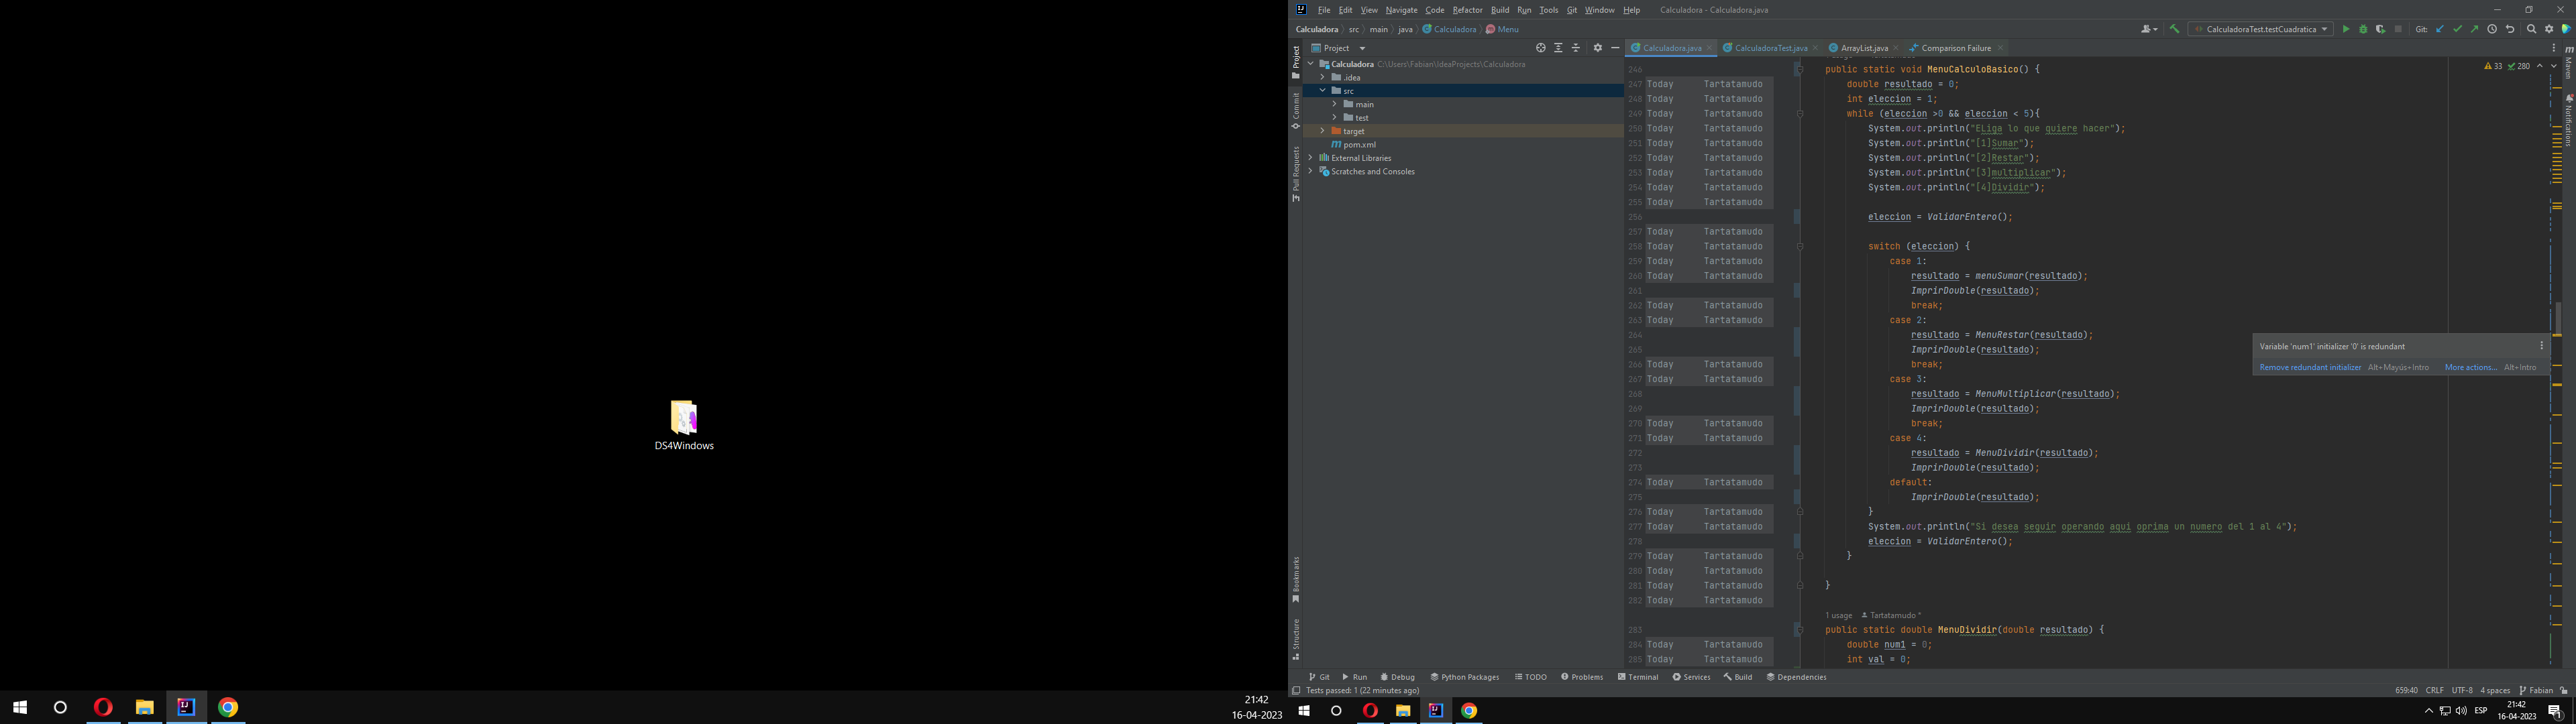 DS4Windows
21:42
16-04-2023
File Edit View Navigate Code Refactor Build Run Tools Git Window Help Calculadora - Calculadora.java
Calculadora src main java Calculadora Menu
CalculadoraTest.testCuadratica Git:
Project
Calculadora.java CalculadoraTest.java ArrayList.java Comparison Failure
Project
Commit
Pull Requests
Bookmarks
Structure
Calculadora C:\Users\Fabian\IdeaProjects\Calculadora
.idea
src
main
test
target
pom.xml
External Libraries
Scratches and Consoles
33 280
Maven
Notifications
246 public static void MenuCalculoBasico() {
247 Today Tartatamudo double resultado = 0;
248 Today Tartatamudo int eleccion = 1;
249 Today Tartatamudo while (eleccion >0 && eleccion < 5){
250 Today Tartatamudo System.out.println("ELiga lo que quiere hacer");
251 Today Tartatamudo System.out.println("[1]Sumar");
252 Today Tartatamudo System.out.println("[2]Restar");
253 Today Tartatamudo System.out.println("[3]multiplicar");
254 Today Tartatamudo System.out.println("[4]Dividir");
255 Today Tartatamudo
256 eleccion = ValidarEntero();
257 Today Tartatamudo
258 Today Tartatamudo switch (eleccion) {
259 Today Tartatamudo case 1:
260 Today Tartatamudo resultado = menuSumar(resultado);
261 ImprirDouble(resultado);
262 Today Tartatamudo break;
263 Today Tartatamudo case 2:
264 resultado = MenuRestar(resultado);
265 ImprirDouble(resultado);
266 Today Tartatamudo break;
267 Today Tartatamudo case 3:
268 resultado = MenuMultiplicar(resultado);
269 ImprirDouble(resultado);
270 Today Tartatamudo break;
271 Today Tartatamudo case 4:
272 resultado = MenuDividir(resultado);
273 ImprirDouble(resultado);
274 Today Tartatamudo default:
275 ImprirDouble(resultado);
276 Today Tartatamudo }
277 Today Tartatamudo System.out.println("Si desea seguir operando aqui oprima un numero del 1 al 4");
278 eleccion = ValidarEntero();
279 Today Tartatamudo }
280 Today Tartatamudo
281 Today Tartatamudo }
282 Today Tartatamudo
1 usage Tartatamudo *
283 public static double MenuDividir(double resultado) {
284 Today Tartatamudo double num1 = 0;
285 Today Tartatamudo int val = 0;
Variable 'num1' initializer '0' is redundant
Remove redundant initializer Alt+Mayús+Intro More actions... Alt+Intro
Git Run Debug Python Packages TODO Problems Terminal Services Build Dependencies
Tests passed: 1 (22 minutes ago)
659:40 CRLF UTF-8 4 spaces Fabian
ESP
21:42
16-04-2023